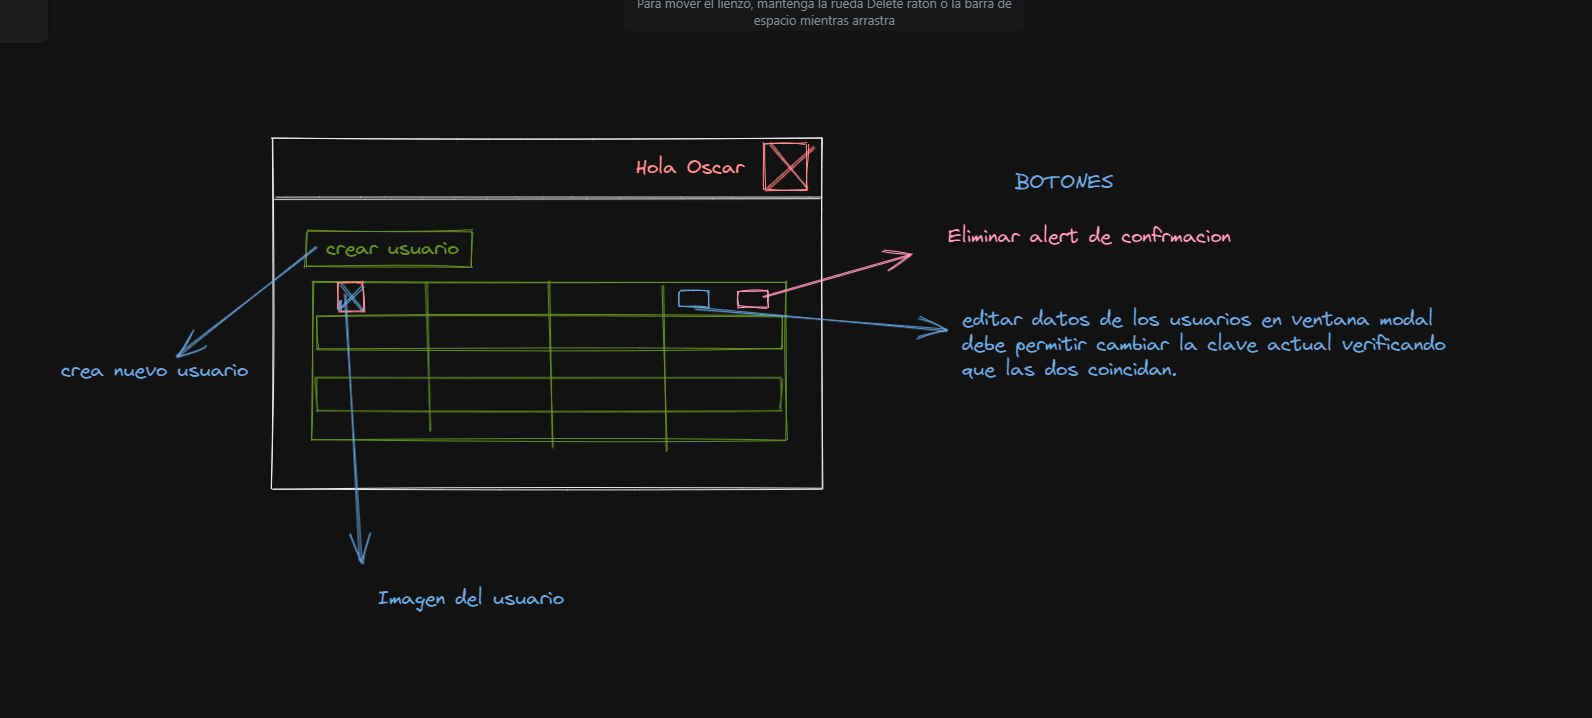 Para mover el lienzo, mantenga la rueda Delete ratón o la barra de
espacio mientras arrastra
Hola Oscar
BOTONES
Eliminar alert de confrmacion
crear usuario
editar datos de los usuarios en ventana modal
debe permitir cambiar la clave actual verificando
que las dos coincidan.
crea nuevo usuario
Imagen del usuario